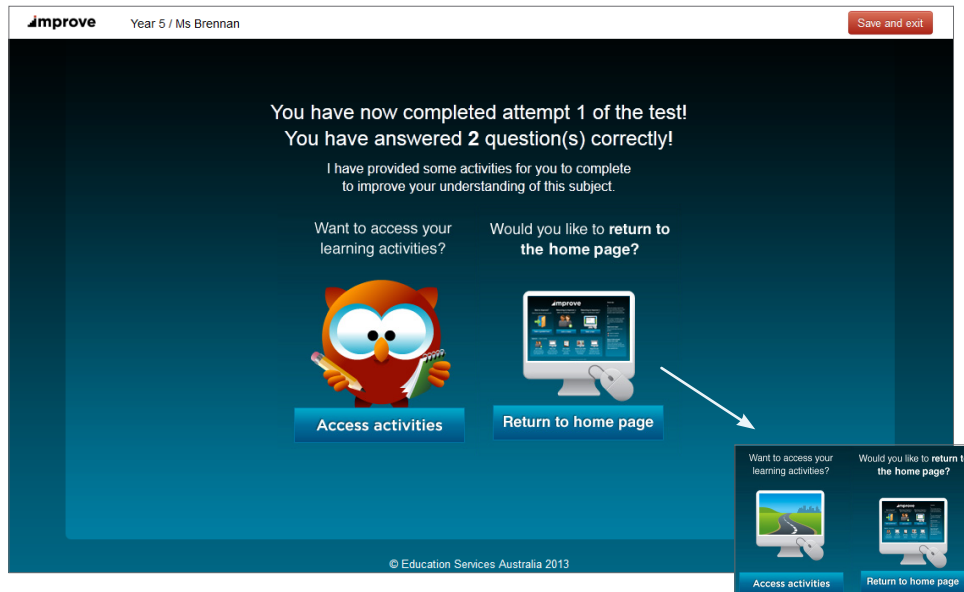 improve
Year 5 / Ms Brennan
Save and exit
You have now completed attempt 1 of the test!
You have answered 2 question(s) correctly!
I have provided some activities for you to complete
to improve your understanding of this subject.
Want to access your
learning activities?
Would you like to return to
the home page?
improve
Access activities
Return to home page
Want to access your
learning activities?
Would you like to return t
the home page?
improve
Access activities
Return to home page
© Education Services Australia 2013